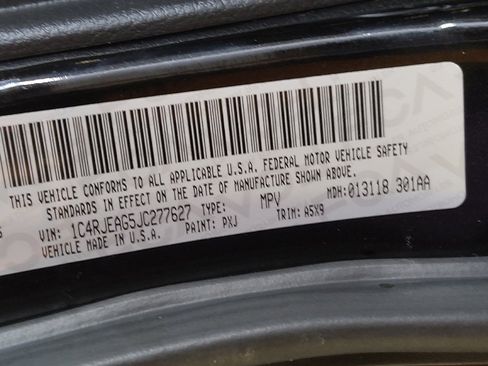 THIS VEHICLE CONFORMS TO ALL APPLICABLE U.S.A. FEDERAL MOTOR VEHICLE SAFETY
STANDARDS IN EFFECT ON THE DATE OF MANUFACTURE SHOWN ABOVE.
VIN: 1C4RJEAG5JC277627 TYPE: MPV MDH: 013118 301AA
VEHICLE MADE IN U.S.A. PAINT: PXJ TRIM: A5X9